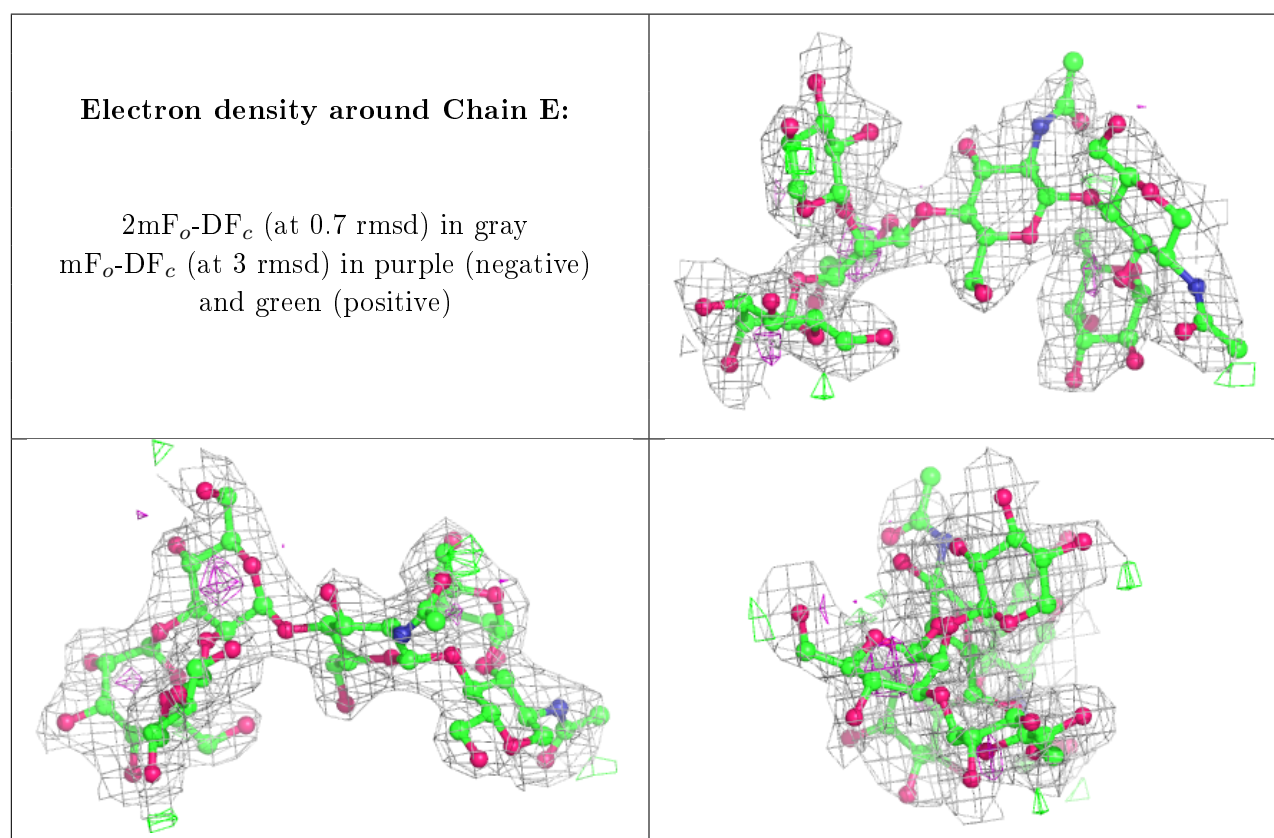 Electron density around Chain E:
2mFₒ-DF𝑐 (at 0.7 rmsd) in gray
mFₒ-DF𝑐 (at 3 rmsd) in purple (negative)
and green (positive)